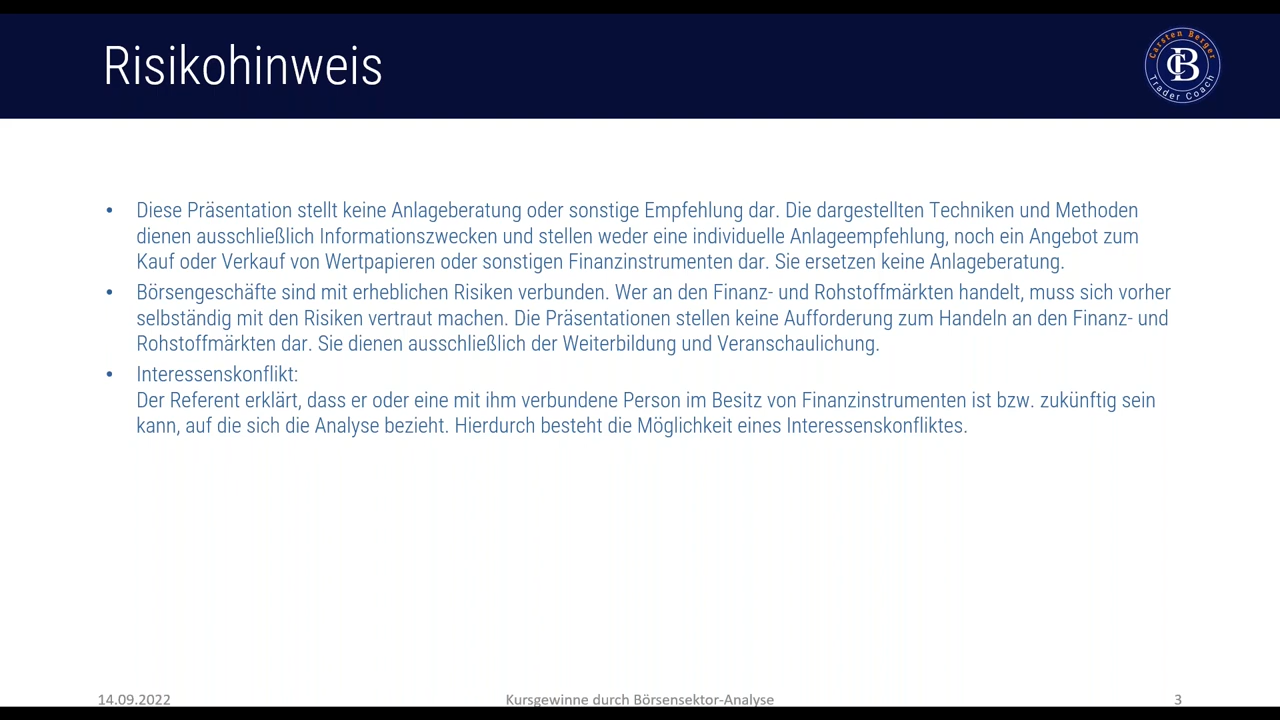 Risikohinweis
Carsten Berger
CB
Trader Coach
• Diese Präsentation stellt keine Anlageberatung oder sonstige Empfehlung dar. Die dargestellten Techniken und Methoden
dienen ausschließlich Informationszwecken und stellen weder eine individuelle Anlageempfehlung, noch ein Angebot zum
Kauf oder Verkauf von Wertpapieren oder sonstigen Finanzinstrumenten dar. Sie ersetzen keine Anlageberatung.
• Börsengeschäfte sind mit erheblichen Risiken verbunden. Wer an den Finanz- und Rohstoffmärkten handelt, muss sich vorher
selbständig mit den Risiken vertraut machen. Die Präsentationen stellen keine Aufforderung zum Handeln an den Finanz- und
Rohstoffmärkten dar. Sie dienen ausschließlich der Weiterbildung und Veranschaulichung.
• Interessenskonflikt:
Der Referent erklärt, dass er oder eine mit ihm verbundene Person im Besitz von Finanzinstrumenten ist bzw. zukünftig sein
kann, auf die sich die Analyse bezieht. Hierdurch besteht die Möglichkeit eines Interessenskonfliktes.
14.09.2022
Kursgewinne durch Börsensektor-Analyse
3